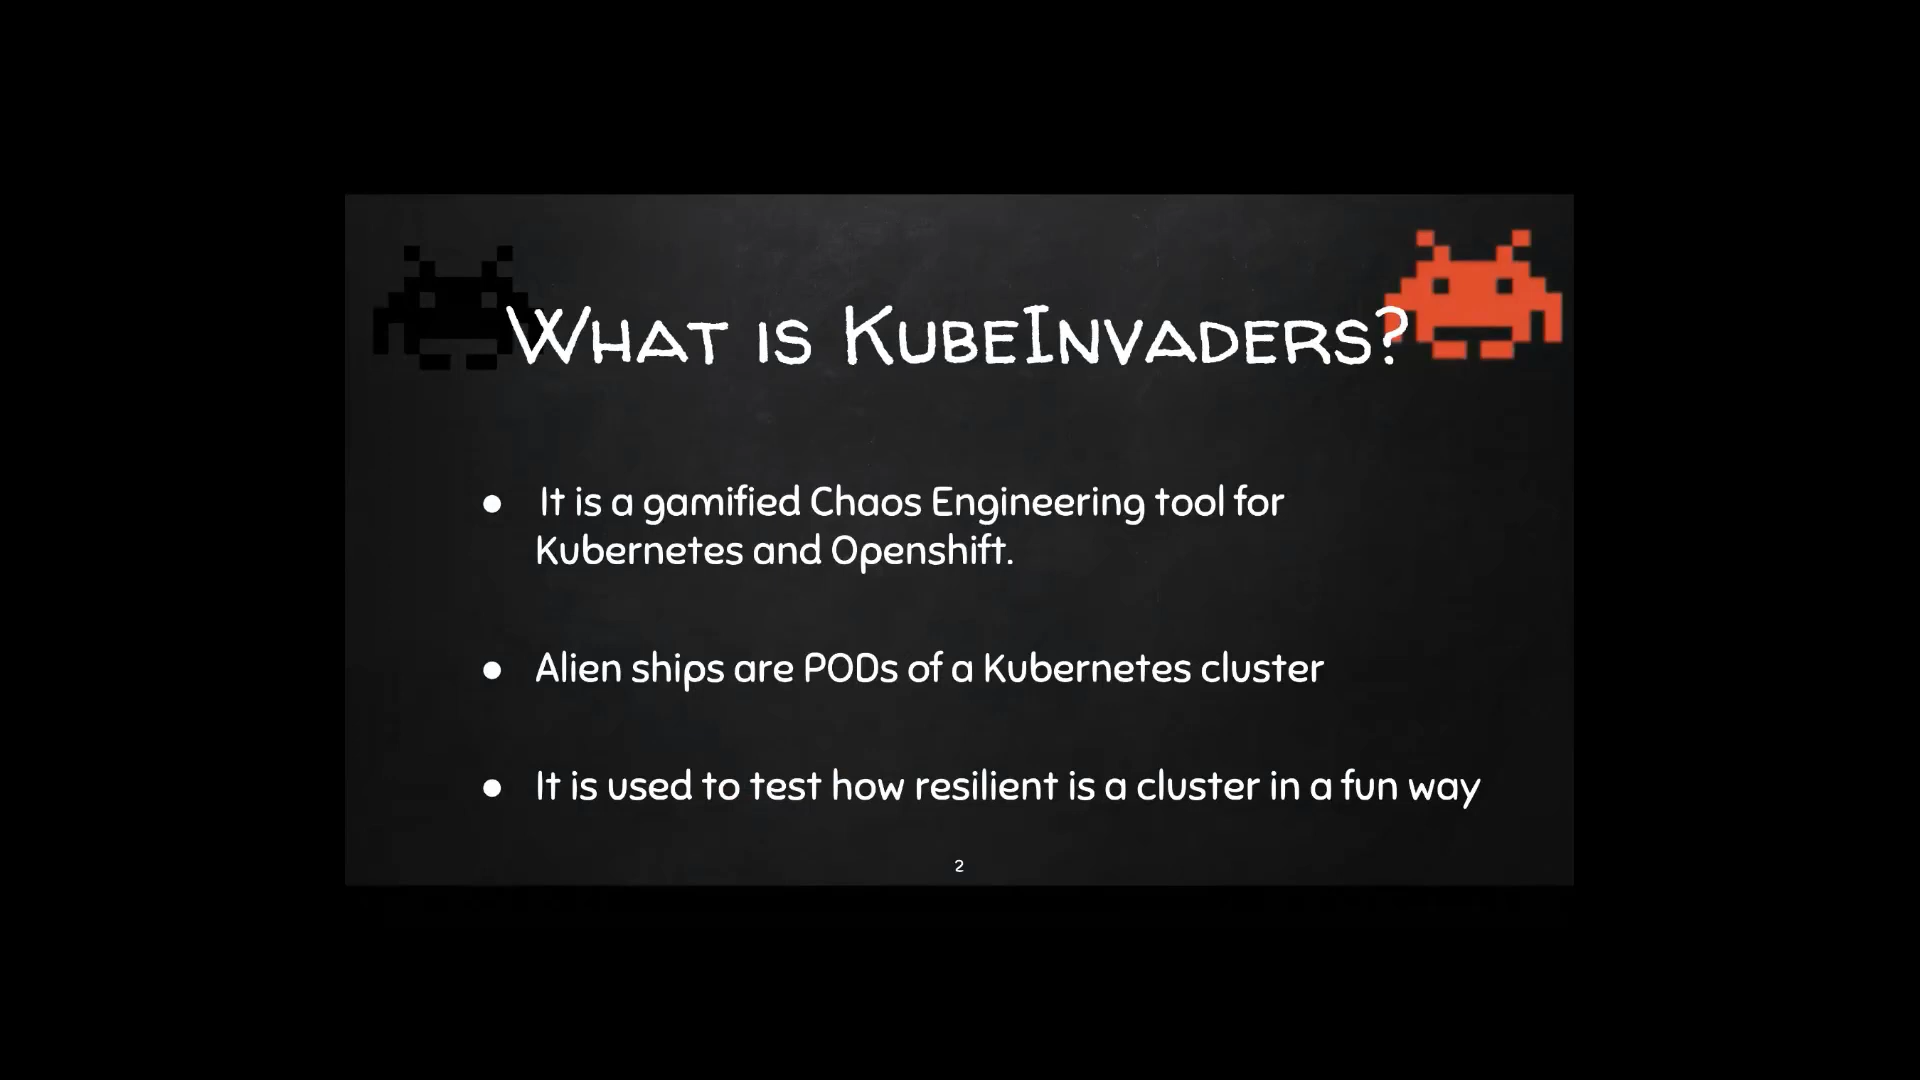 What is KubeInvaders?
● It is a gamified Chaos Engineering tool for
Kubernetes and Openshift.
● Alien ships are PODs of a Kubernetes cluster
● It is used to test how resilient is a cluster in a fun way
2